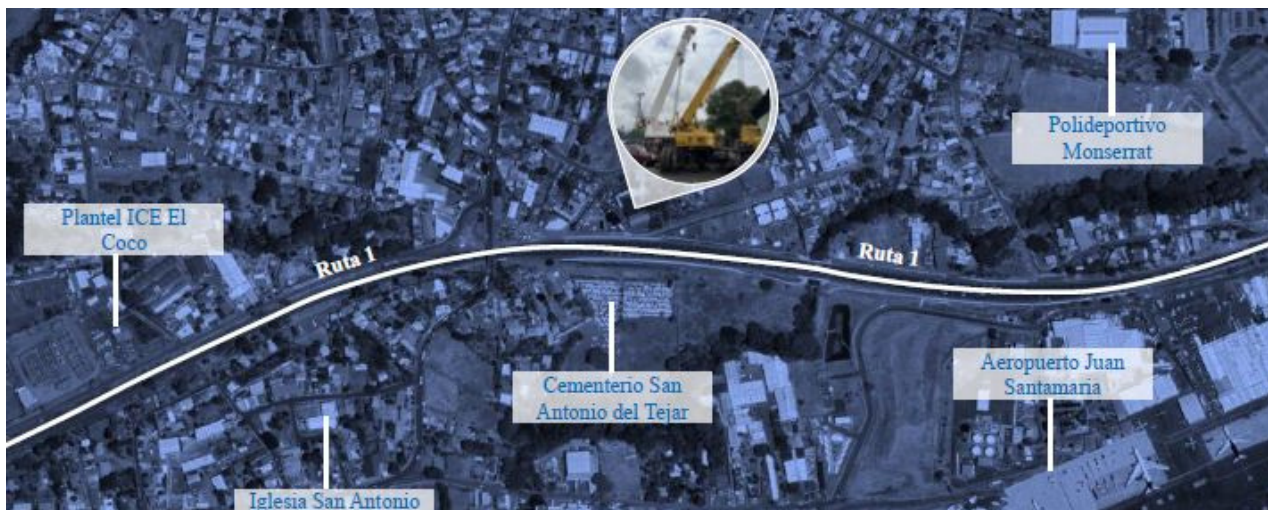 Polideportivo
Monserrat
Plantel ICE El
Coco
Ruta 1
Ruta 1
Cementerio San
Antonio del Tejar
Aeropuerto Juan
Santamaria
Iglesia San Antonio